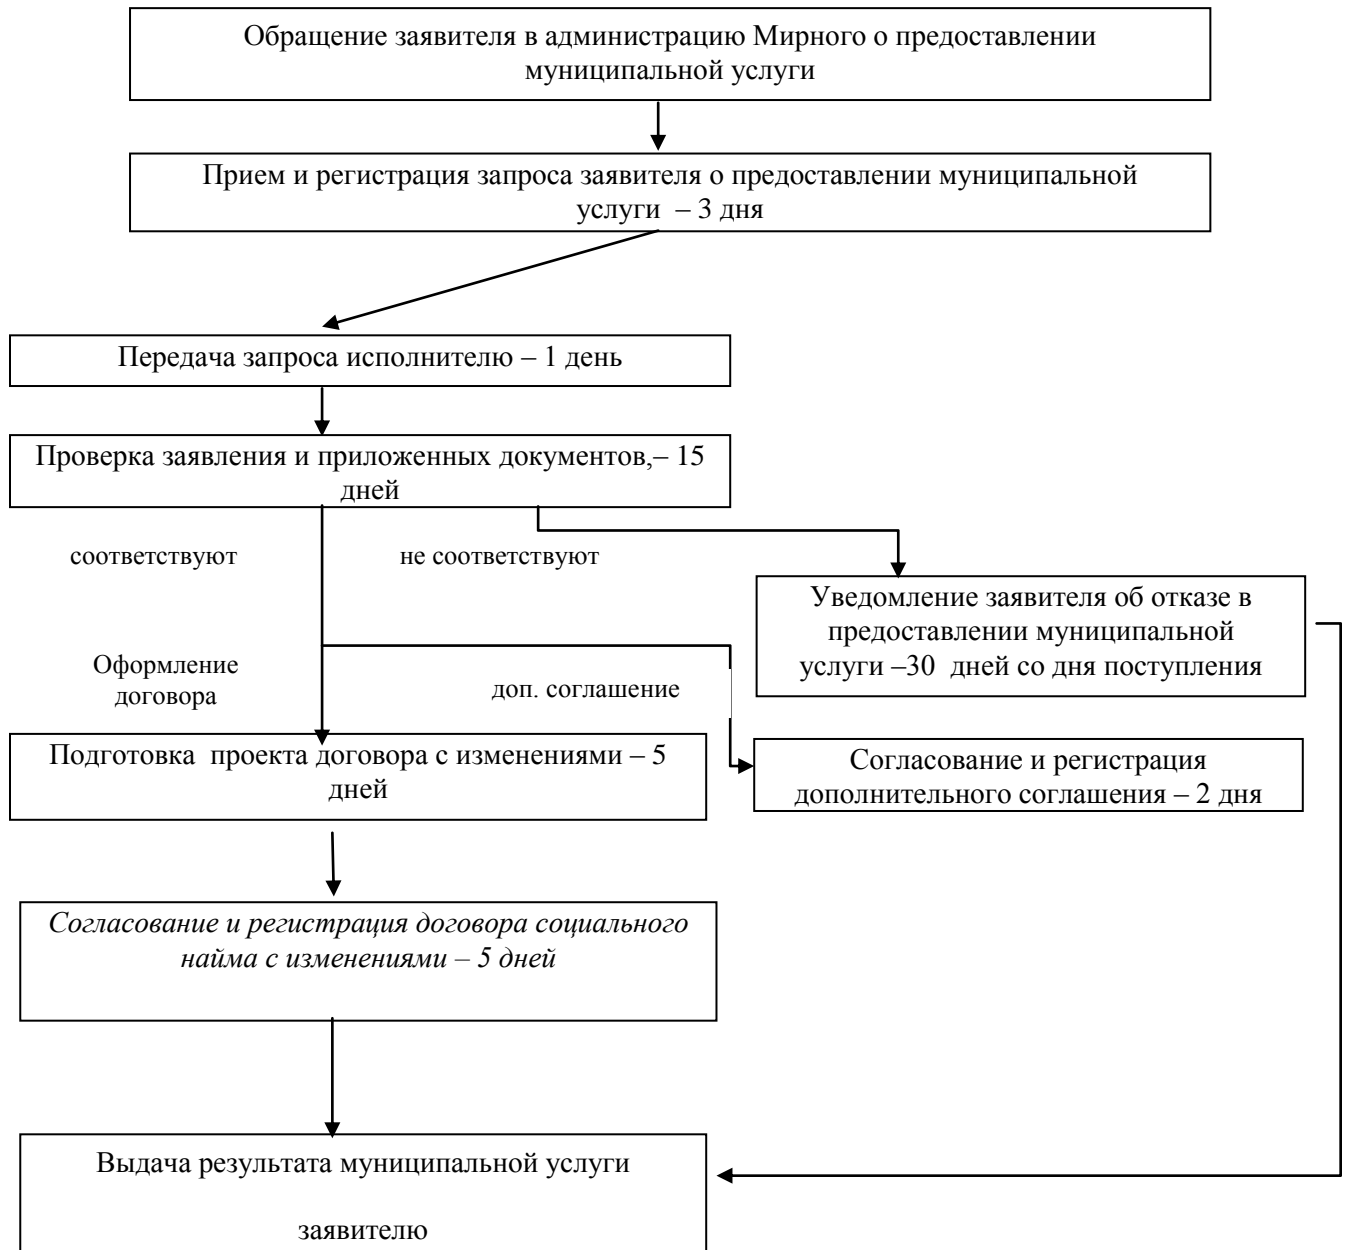 Обращение заявителя в администрацию Мирного о предоставлении
муниципальной услуги
Прием и регистрация запроса заявителя о предоставлении муниципальной
услуги – 3 дня
Передача запроса исполнителю – 1 день
Проверка заявления и приложенных документов,– 15
дней
соответствуют
не соответствуют
Уведомление заявителя об отказе в
предоставлении муниципальной
услуги –30 дней со дня поступления
Оформление
договора
доп. соглашение
Подготовка проекта договора с изменениями – 5
дней
Согласование и регистрация
дополнительного соглашения – 2 дня
Согласование и регистрация договора социального
найма с изменениями – 5 дней
Выдача результата муниципальной услуги
заявителю